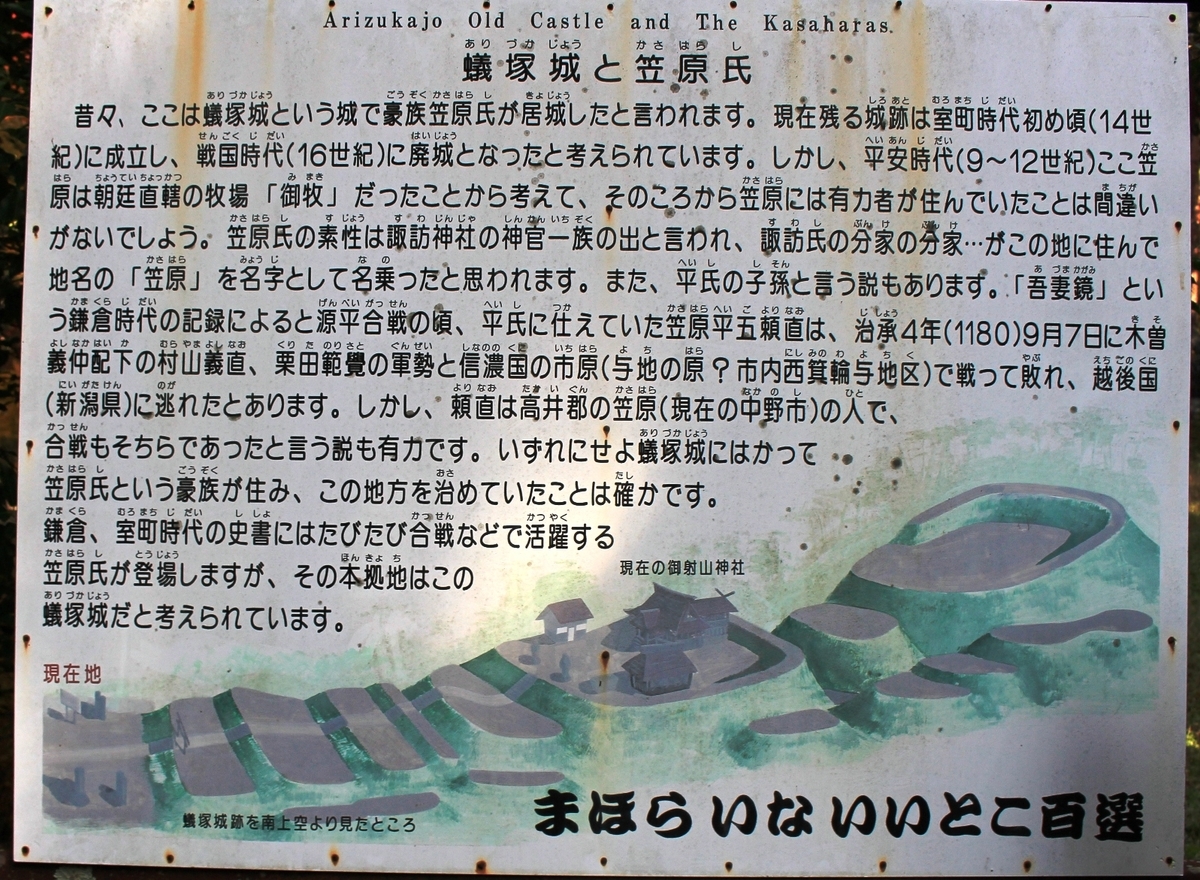 Arizukajo Old Castle and The Kasaharas.
蟻塚城と笠原氏
昔々、ここは蟻塚城という城で豪族笠原氏が居城したと言われます。現在残る城跡は室町時代初め頃(14世
紀)に成立し、戦国時代(16世紀)に廃城となったと考えられています。しかし、平安時代(9〜12世紀)ここ笠
原は朝廷直轄の牧場「御牧」だったことから考えて、そのころから笠原には有力者が住んでいたことは間違い
がないでしょう。笠原氏の素性は諏訪神社の神官一族の出と言われ、諏訪氏の分家の分家…がこの地に住んで
地名の「笠原」を名字として名乗ったと思われます。また、平氏の子孫と言う説もあります。「吾妻鏡」とい
う鎌倉時代の記録によると源平合戦の頃、平氏に仕えていた笠原平五頼直は、治承4年(1180)9月7日に木曽
義仲配下の村山義直、栗田範覺の軍勢と信濃国の市原(与地の原？市内西箕輪与地区)で戦って敗れ、越後国
(新潟県)に逃れたとあります。しかし、頼直は高井郡の笠原(現在の中野市)の人で、
合戦もそちらであったと言う説も有力です。いずれにせよ蟻塚城にはかつて
笠原氏という豪族が住み、この地方を治めていたことは確かです。
鎌倉、室町時代の史書にはたびたび合戦などで活躍する
笠原氏が登場しますが、その本拠地はこの
蟻塚城だと考えられています。
現在の御射山神社
現在地
蟻塚城跡を南上空より見たところ
まほらいないいとこ百選